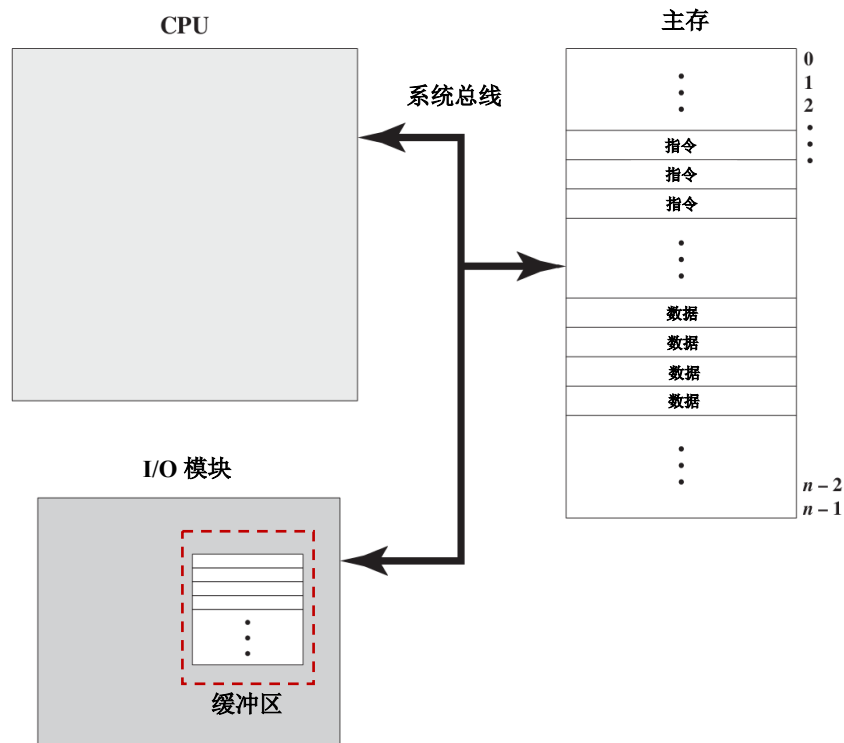 CPU
主存
系统总线
0
1
2
指令
指令
指令
数据
数据
数据
数据
n – 2
n – 1
I/O 模块
缓冲区